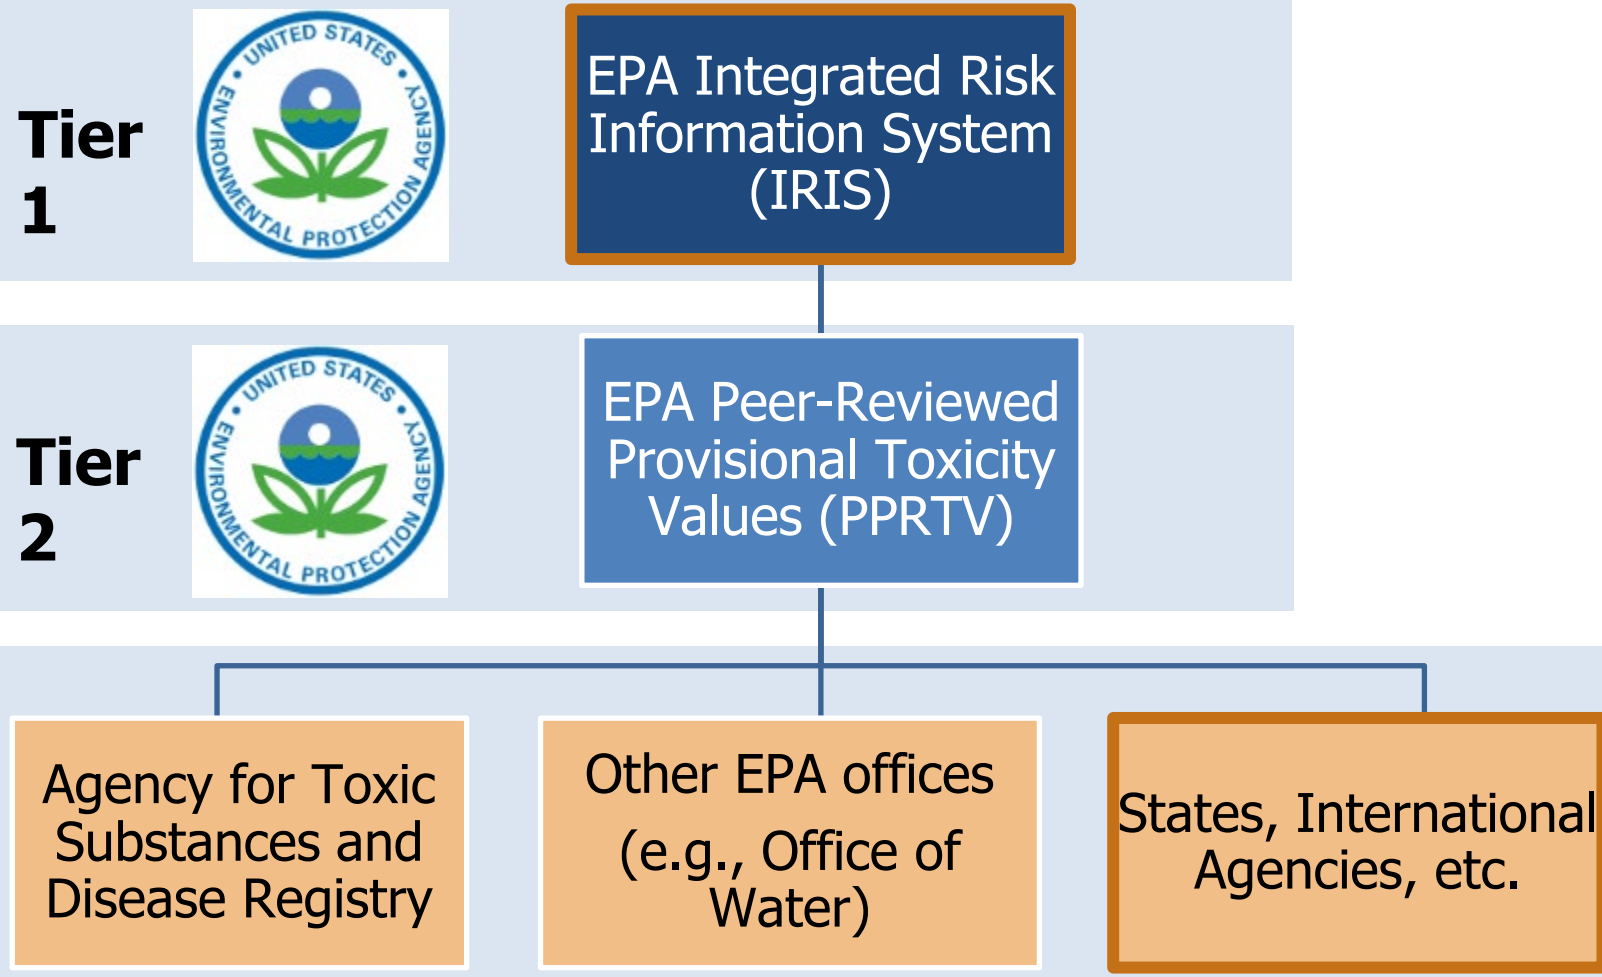 Tier
1
UNITED STATES
ENVIRONMENTAL PROTECTION AGENCY
EPA Integrated Risk
Information System
(IRIS)
Tier
2
UNITED STATES
ENVIRONMENTAL PROTECTION AGENCY
EPA Peer-Reviewed
Provisional Toxicity
Values (PPRTV)
Agency for Toxic
Substances and
Disease Registry
Other EPA offices
(e.g., Office of
Water)
States, International
Agencies, etc.